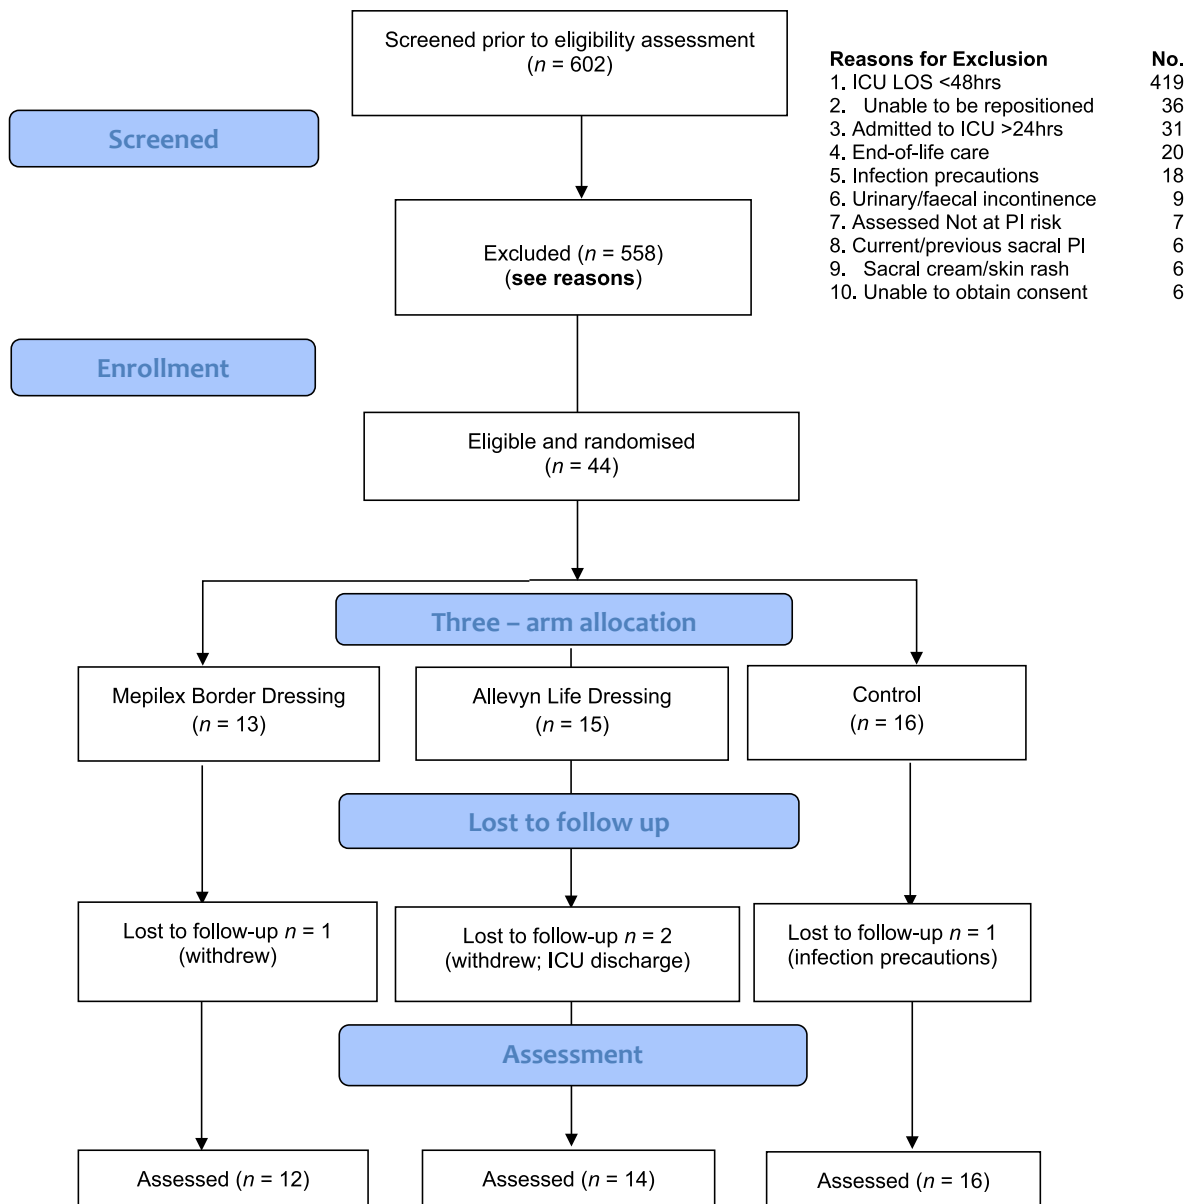 Screened prior to eligibility assessment
(n = 602)
Reasons for Exclusion No.
1. ICU LOS <48hrs 419
2. Unable to be repositioned 36
3. Admitted to ICU >24hrs 31
4. End-of-life care 20
5. Infection precautions 18
6. Urinary/faecal incontinence 9
7. Assessed Not at PI risk 7
8. Current/previous sacral PI 6
9. Sacral cream/skin rash 6
10. Unable to obtain consent 6
Screened
Excluded (n = 558)
(see reasons)
Enrollment
Eligible and randomised
(n = 44)
Three – arm allocation
Mepilex Border Dressing
(n = 13)
Allevyn Life Dressing
(n = 15)
Control
(n = 16)
Lost to follow up
Lost to follow-up n = 1
(withdrew)
Lost to follow-up n = 2
(withdrew; ICU discharge)
Lost to follow-up n = 1
(infection precautions)
Assessment
Assessed (n = 12)
Assessed (n = 14)
Assessed (n = 16)